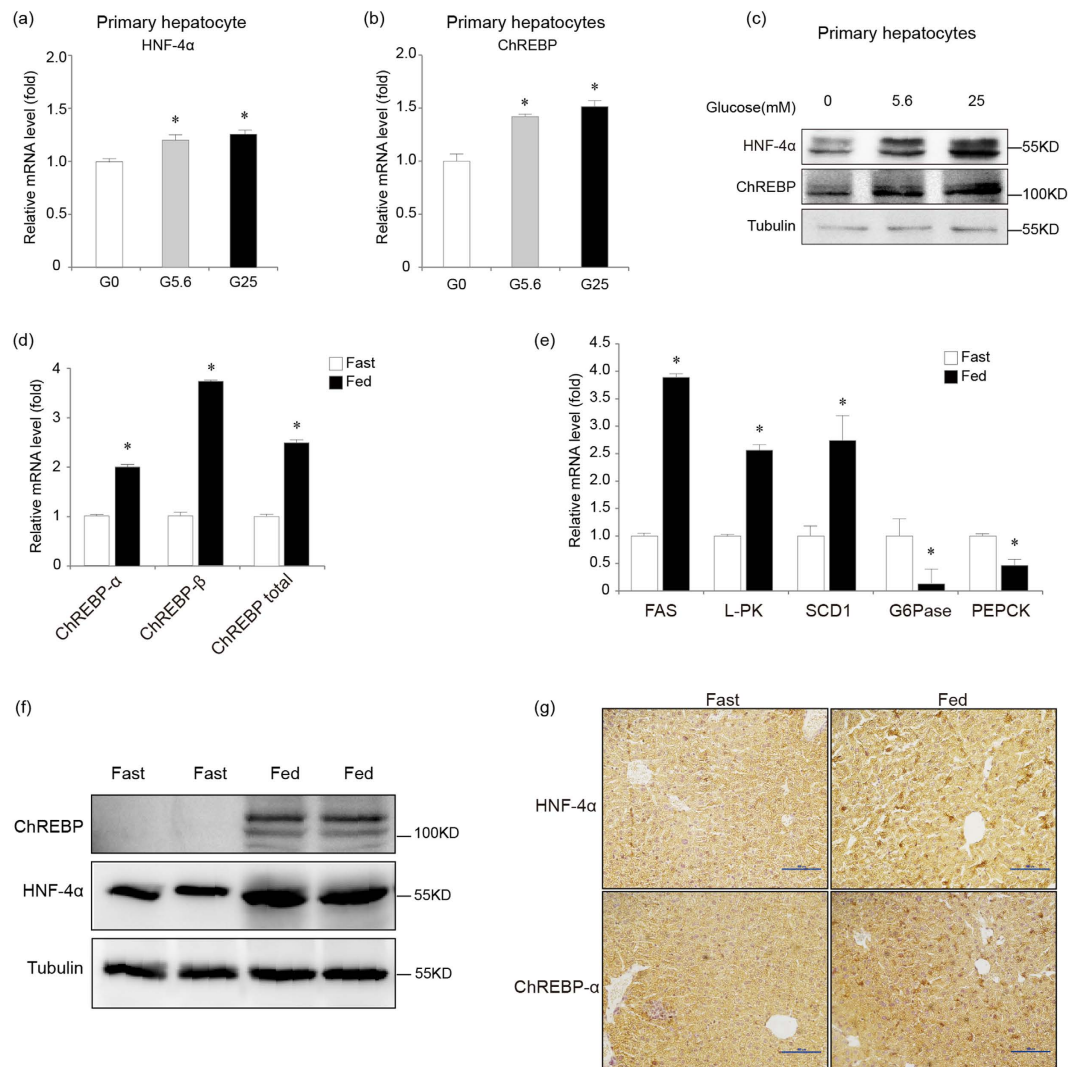 (a)
Primary hepatocyte
HNF-4α
Relative mRNA level (fold)
2.0
1.5
1.0
0.5
0
*
*
G0 G5.6 G25
(b)
Primary hepatocytes
ChREBP
Relative mRNA level (fold)
2.0
1.5
1.0
0.5
0
*
*
G0 G5.6 G25
(c)
Primary hepatocytes
Glucose(mM) 0 5.6 25
HNF-4α 55KD
ChREBP 100KD
Tubulin 55KD
(d)
Relative mRNA level (fold)
4
3
2
1
0
Fast
Fed
*
*
*
ChREBP-α ChREBP-β ChREBP total
(e)
Relative mRNA level (fold)
4.5
3.5
4.0
3.0
2.0
1.0
0.5
0
Fast
Fed
*
*
*
*
*
FAS L-PK SCD1 G6Pase PEPCK
(f)
Fast Fast Fed Fed
ChREBP 100KD
HNF-4α 55KD
Tubulin 55KD
(g)
Fast Fed
HNF-4α
ChREBP-α